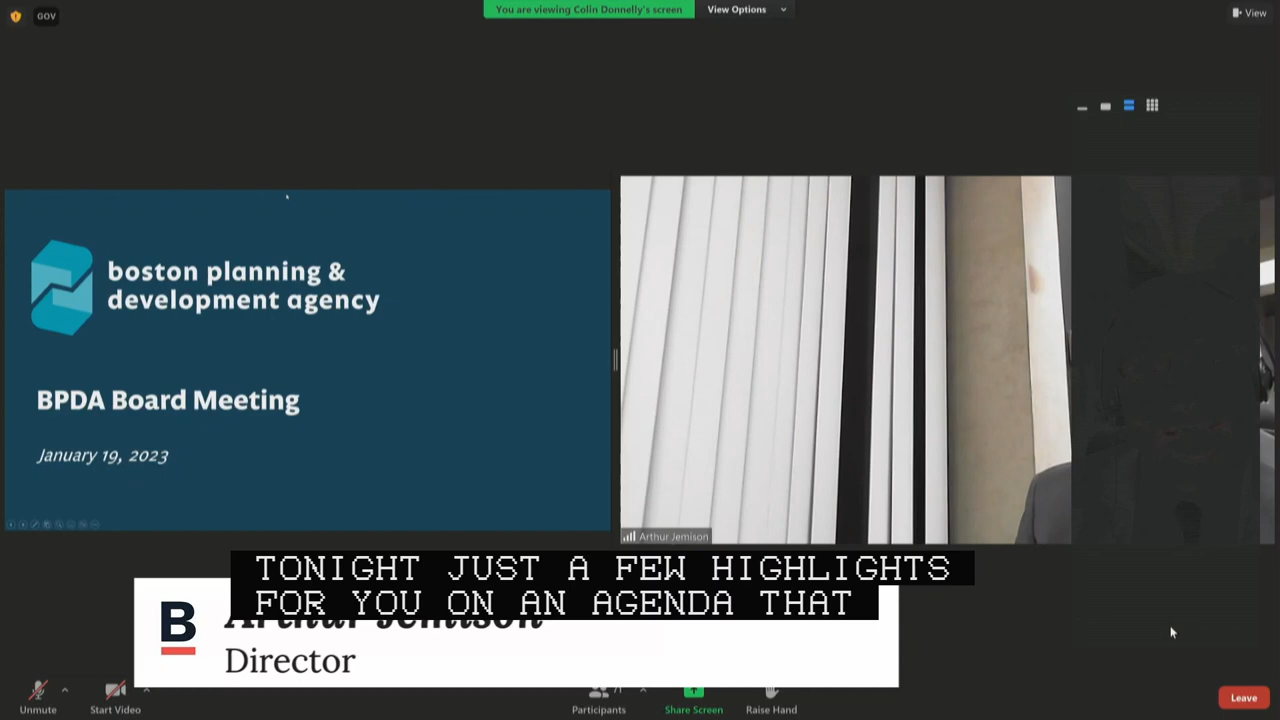 GOV
You are viewing Colin Donnelly's screen
View Options
View
boston planning &
development agency
BPDA Board Meeting
January 19, 2023
Arthur Jemison
TONIGHT JUST A FEW HIGHLIGHTS
FOR YOU ON AN AGENDA THAT
B
Arthur Jemison
Director
Unmute
Start Video
Participants
Share Screen
Raise Hand
Leave